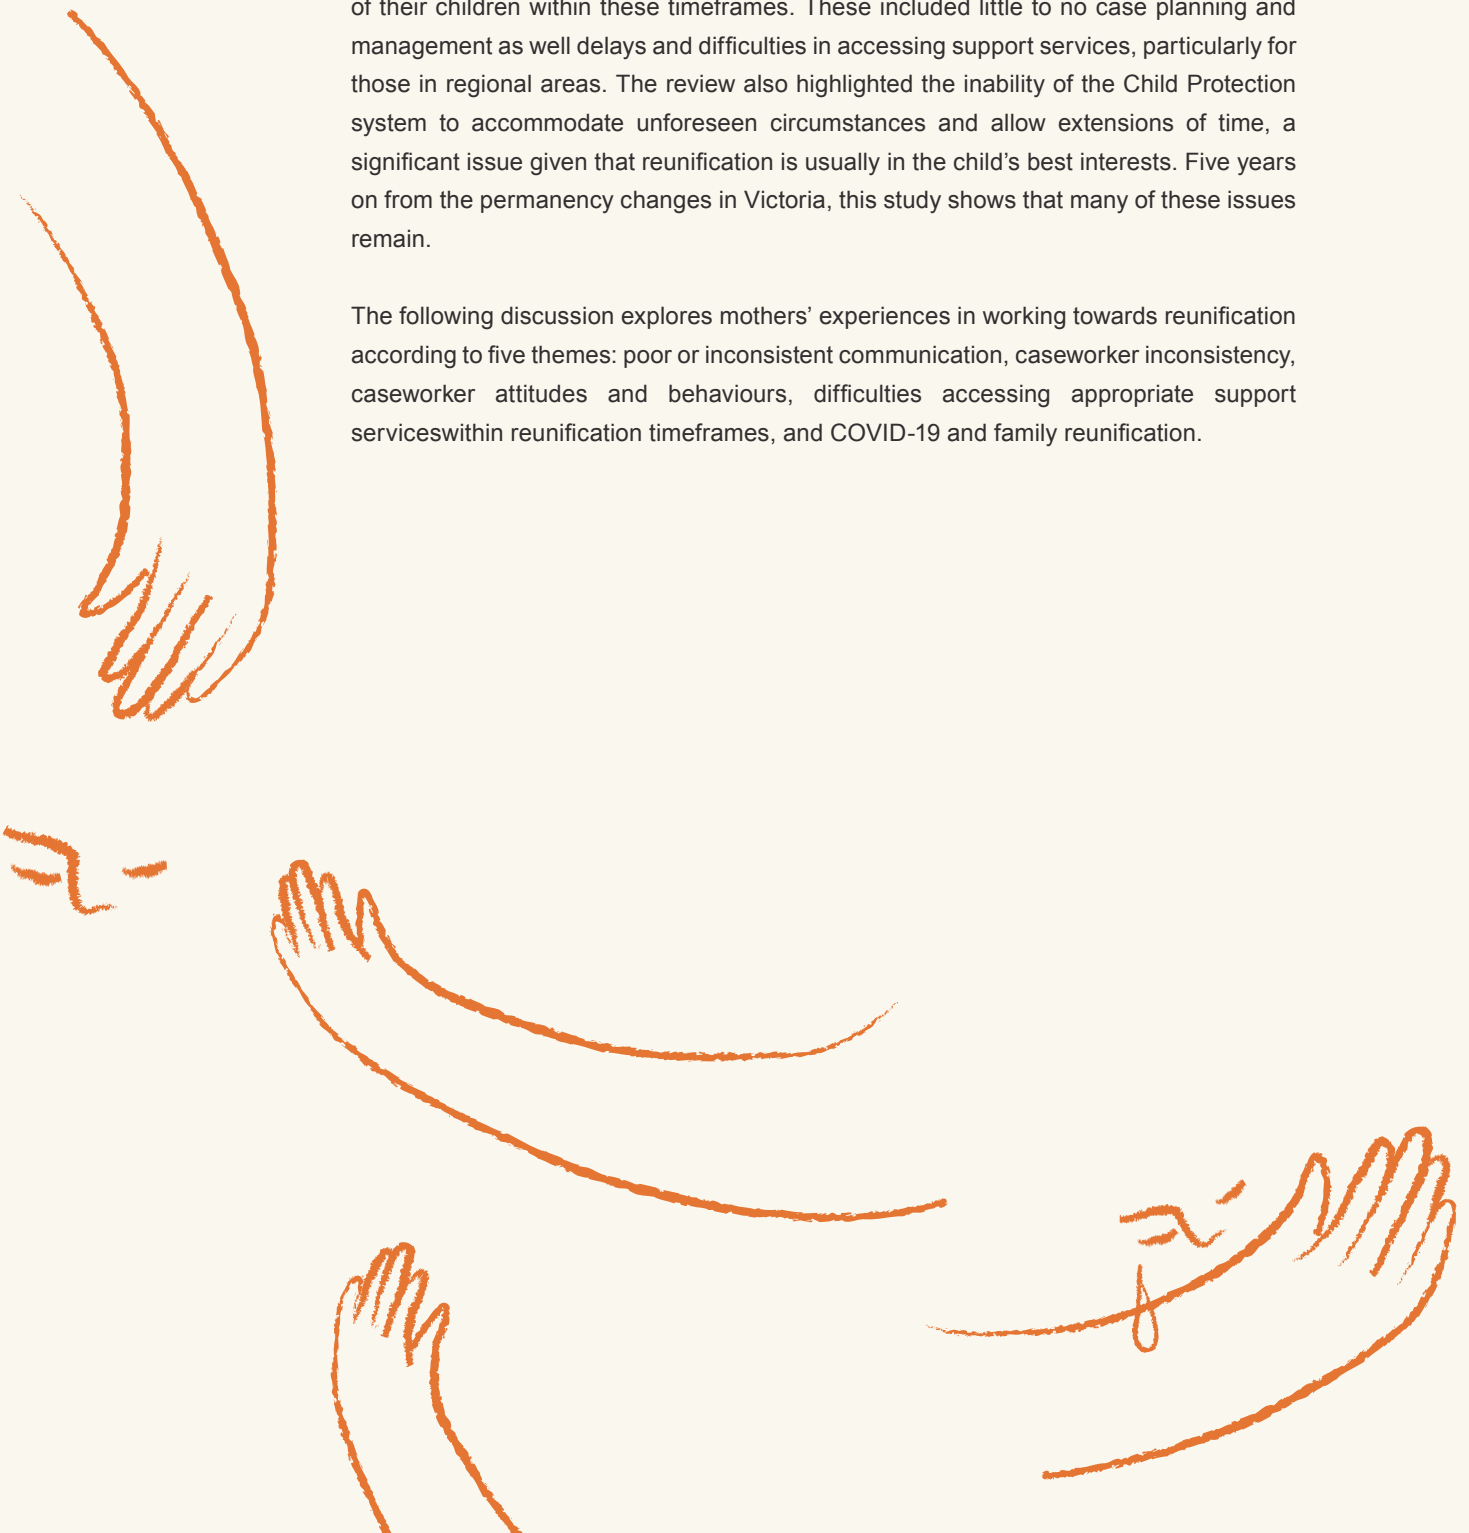 of their children within these timeframes. These included little to no case planning and
management as well delays and difficulties in accessing support services, particularly for
those in regional areas. The review also highlighted the inability of the Child Protection
system to accommodate unforeseen circumstances and allow extensions of time, a
significant issue given that reunification is usually in the child’s best interests. Five years
on from the permanency changes in Victoria, this study shows that many of these issues
remain.
The following discussion explores mothers’ experiences in working towards reunification
according to five themes: poor or inconsistent communication, caseworker inconsistency,
caseworker attitudes and behaviours, difficulties accessing appropriate support
serviceswithin reunification timeframes, and COVID-19 and family reunification.